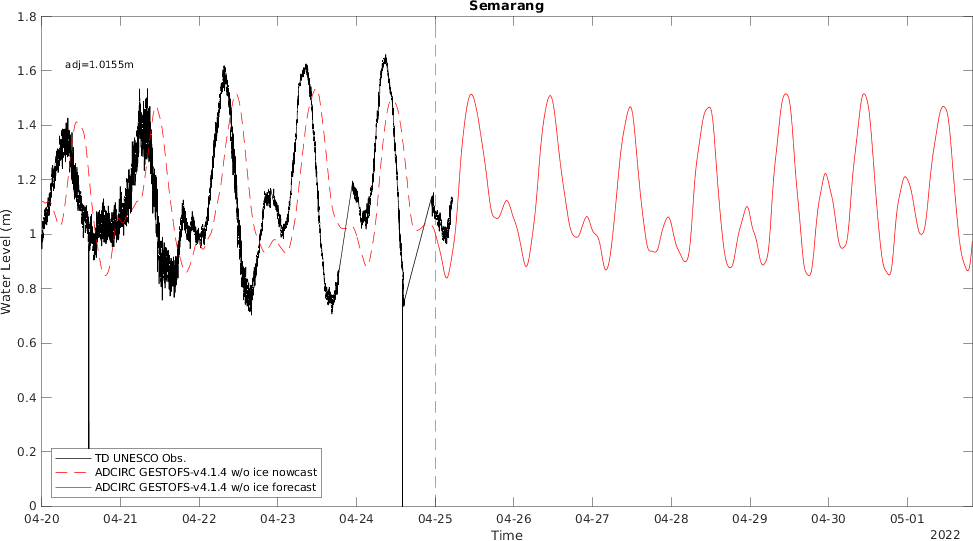 Semarang
1.8
1.6
1.4
1.2
1
0.8
0.6
0.4
0.2
0
Water Level (m)
adj=1.0155m
TD UNESCO Obs.
ADCIRC GESTOFS-v4.1.4 w/o ice nowcast
ADCIRC GESTOFS-v4.1.4 w/o ice forecast
04-20 04-21 04-22 04-23 04-24 04-25 04-26 04-27 04-28 04-29 04-30 05-01
Time
2022